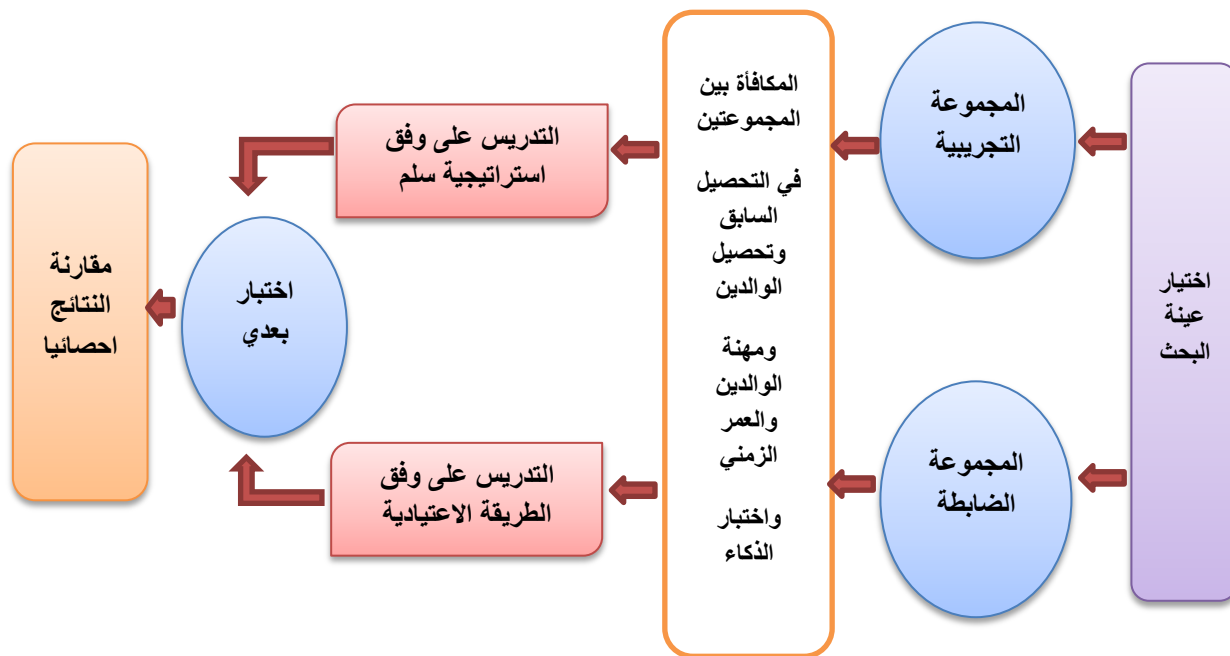 اختيار
عينة
البحث
المجموعة
التجريبية
المجموعة
الضابطة
المكافأة بين
المجموعتين
في التحصيل
السابق
وتحصيل
الوالدين
ومهنة
الوالدين
والعمر
الزمني
واختبار
الذكاء
التدريس على وفق
استراتيجية سلم
التدريس على وفق
الطريقة الاعتيادية
اختبار
بعدي
مقارنة
النتائج
احصائيا